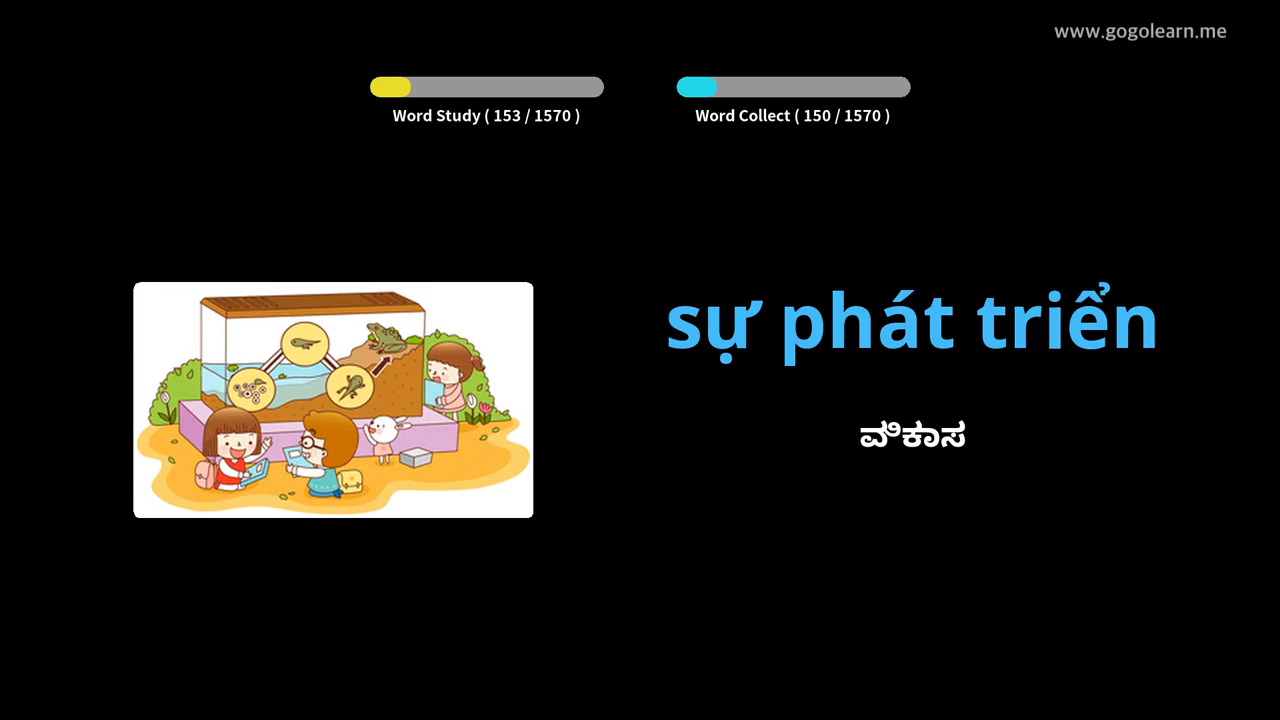 www.gogolearn.me
Word Study ( 153 / 1570 )
Word Collect ( 150 / 1570 )
sự phát triển
ವಿಕಾಸ